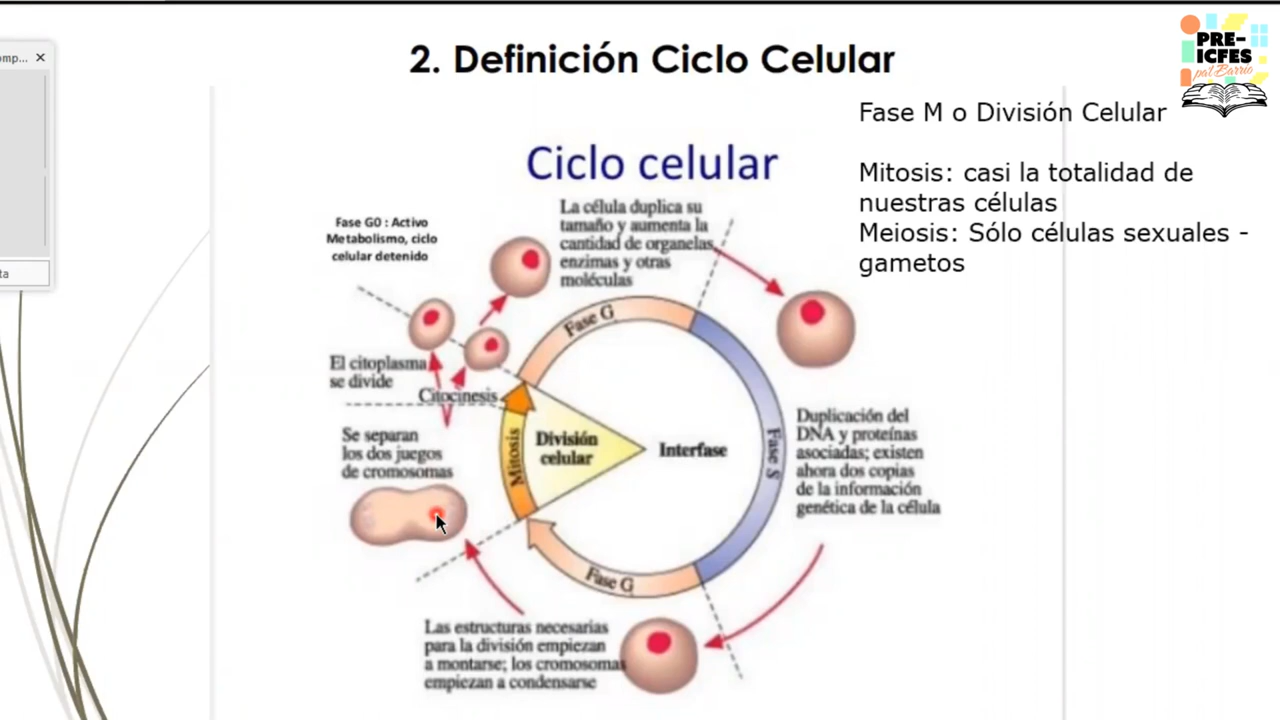 omp...
ta
2. Definición Ciclo Celular
PRE-
ICFES
pa'l Barrio
Fase M o División Celular
Mitosis: casi la totalidad de
nuestras células
Meiosis: Sólo células sexuales -
gametos
Ciclo celular
Fase G0 : Activo
Metabolismo, ciclo
celular detenido
La célula duplica su
tamaño y aumenta la
cantidad de organelas,
enzimas y otras
moléculas
Fase G
El citoplasma
se divide
Citocinesis
Se separan
los dos juegos
de cromosomas
Mitosis
División
celular
Interfase
Fase S
Duplicación del
DNA y proteínas
asociadas; existen
ahora dos copias
de la información
genética de la célula
Fase G
Las estructuras necesarias
para la división empiezan
a montarse; los cromosomas
empiezan a condensarse